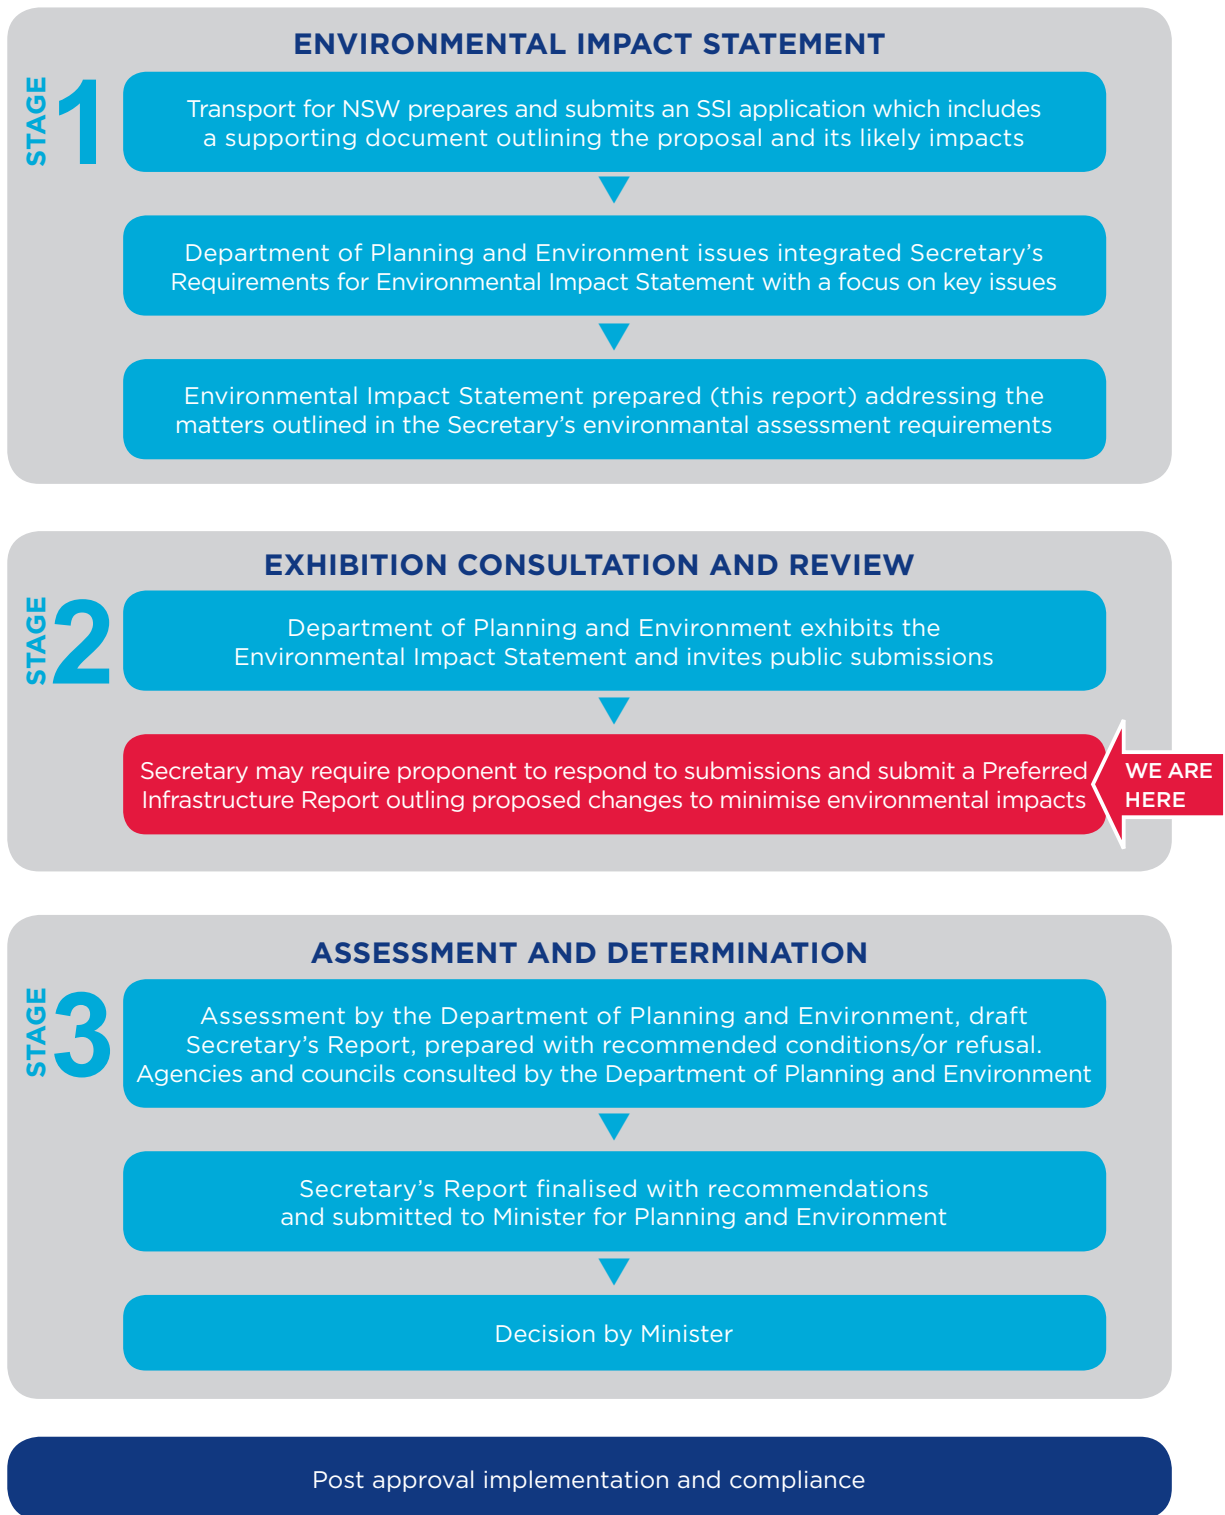 ENVIRONMENTAL IMPACT STATEMENT
STAGE 1
Transport for NSW prepares and submits an SSI application which includes
a supporting document outlining the proposal and its likely impacts
Department of Planning and Environment issues integrated Secretary’s
Requirements for Environmental Impact Statement with a focus on key issues
Environmental Impact Statement prepared (this report) addressing the
matters outlined in the Secretary’s environmantal assessment requirements
EXHIBITION CONSULTATION AND REVIEW
STAGE 2
Department of Planning and Environment exhibits the
Environmental Impact Statement and invites public submissions
Secretary may require proponent to respond to submissions and submit a Preferred
Infrastructure Report outling proposed changes to minimise environmental impacts
WE ARE
HERE
ASSESSMENT AND DETERMINATION
STAGE 3
Assessment by the Department of Planning and Environment, draft
Secretary’s Report, prepared with recommended conditions/or refusal.
Agencies and councils consulted by the Department of Planning and Environment
Secretary’s Report finalised with recommendations
and submitted to Minister for Planning and Environment
Decision by Minister
Post approval implementation and compliance